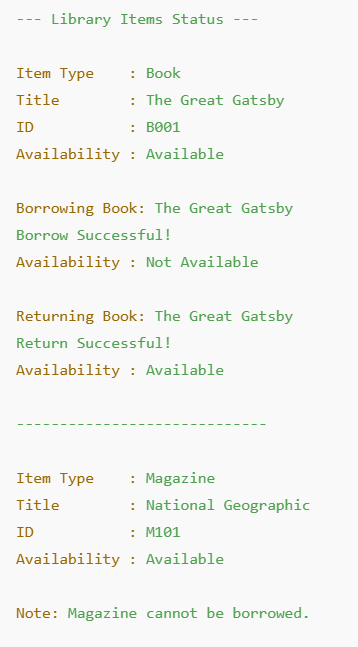 --- Library Items Status ---
Item Type    : Book
Title        : The Great Gatsby
ID           : B001
Availability : Available
Borrowing Book: The Great Gatsby
Borrow Successful!
Availability : Not Available
Returning Book: The Great Gatsby
Return Successful!
Availability : Available
-----------------------------
Item Type    : Magazine
Title        : National Geographic
ID           : M101
Availability : Available
Note: Magazine cannot be borrowed.